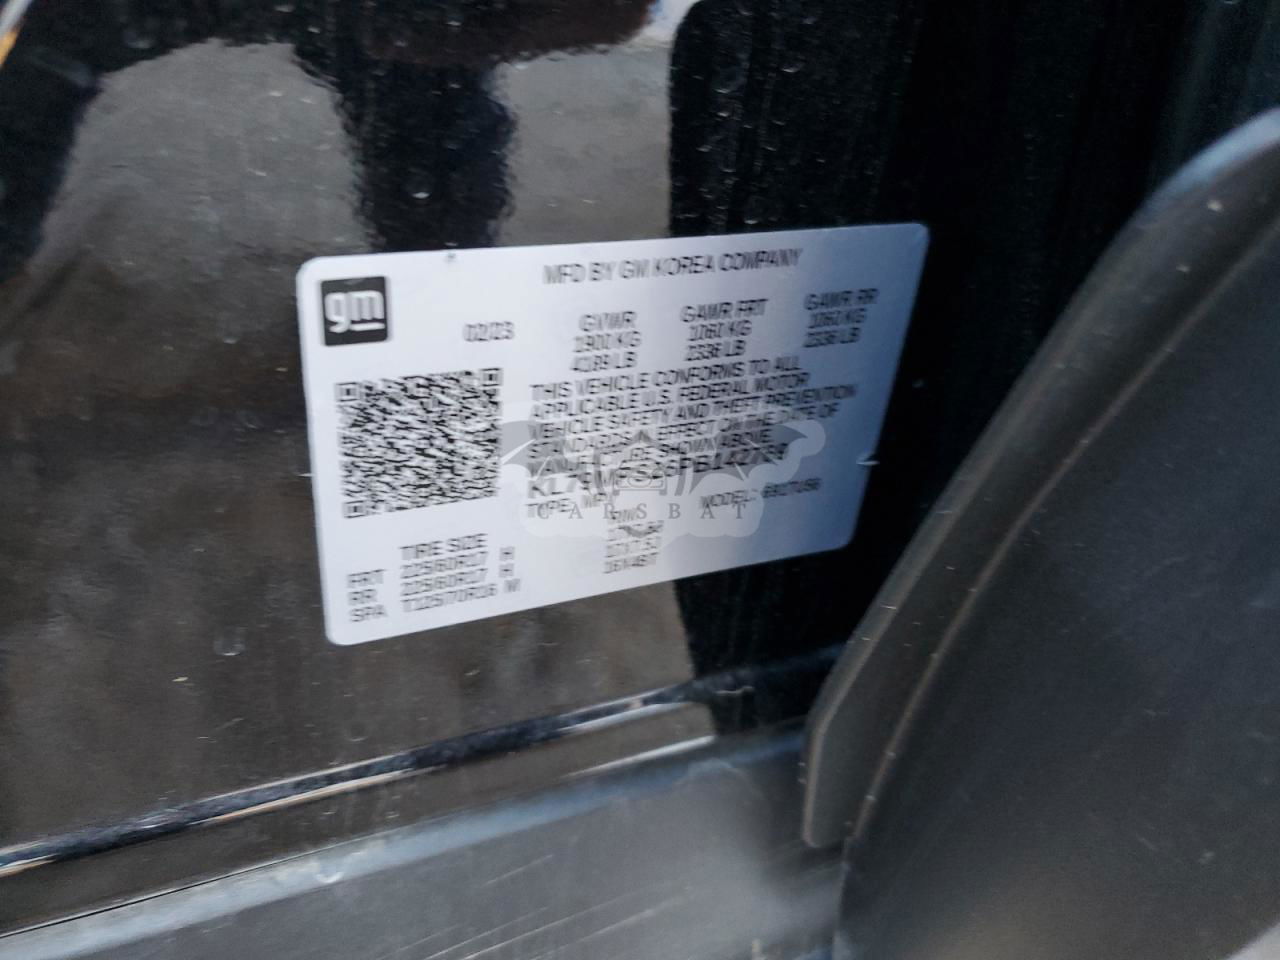 MFD BY GM KOREA COMPANY
gm
02/23
GVWR
GAWR FRT
GAWR RR
1900 KG
1060 KG
1060 KG
4189 LB
2336 LB
2336 LB
THIS VEHICLE CONFORMS TO ALL
APPLICABLE U.S. FEDERAL MOTOR
VEHICLE SAFETY AND THEFT PREVENTION
STANDARDS IN EFFECT ON THE DATE OF
MANUFACTURE SHOWN ABOVE.
TYPE: MPV
MODEL:
CARSBAT
TIRE SIZE
RIM
FRT 225/60R17 H
RR 225/60R17 H
SPA T125/70R16 M